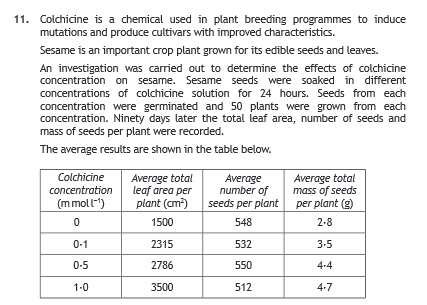 11. Colchicine is a chemical used in plant breeding programmes to induce
mutations and produce cultivars with improved characteristics.
Sesame is an important crop plant grown for its edible seeds and leaves.
An investigation was carried out to determine the effects of colchicine
concentration on sesame. Sesame seeds were soaked in different
concentrations of colchicine solution for 24 hours. Seeds from each
concentration were germinated and 50 plants were grown from each
concentration. Ninety days later the total leaf area, number of seeds and
mass of seeds per plant were recorded.
The average results are shown in the table below.
Colchicine concentration (m mol l⁻¹) Average total leaf area per plant (cm²) Average number of seeds per plant Average total mass of seeds per plant (g)
0 1500 548 2·8
0·1 2315 532 3·5
0·5 2786 550 4·4
1·0 3500 512 4·7